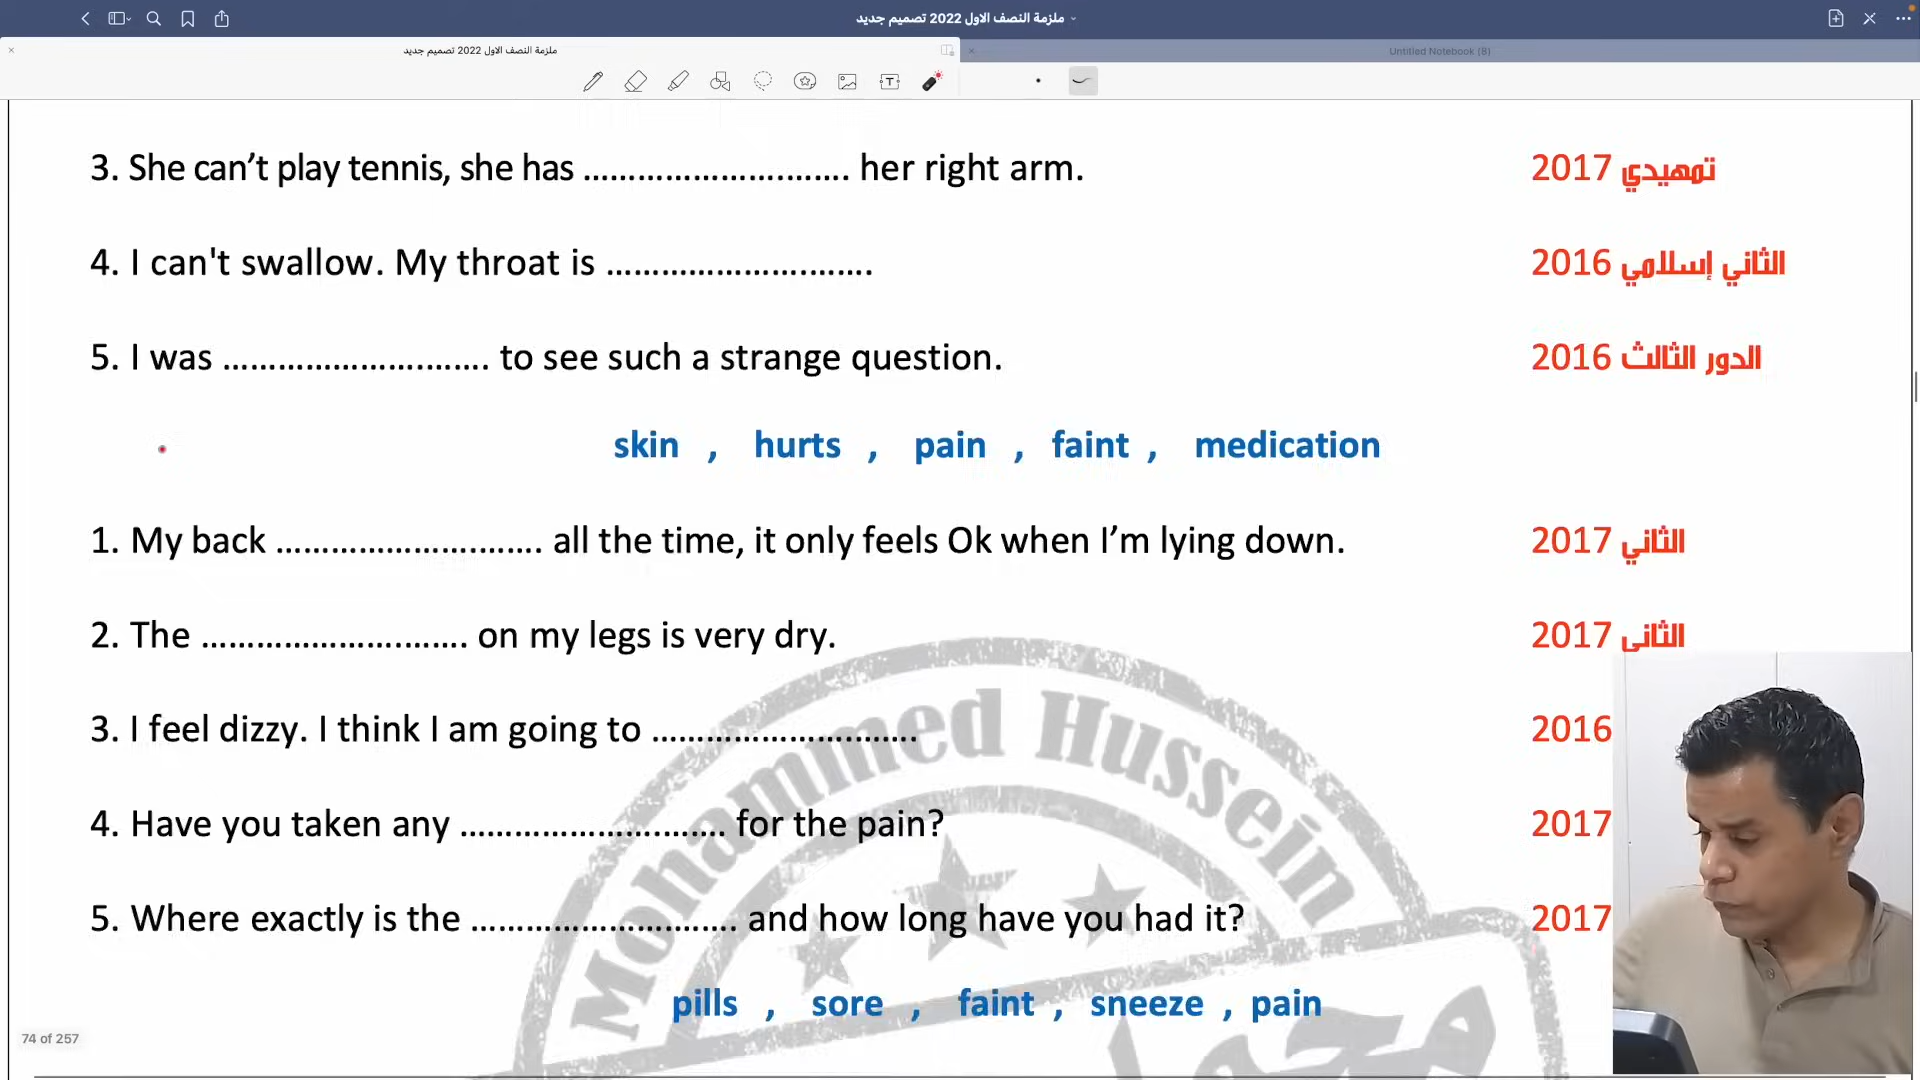 ملزمة النصف الاول 2022 تصميم جديد
ملزمة النصف الاول 2022 تصميم جديد
Untitled Notebook (8)
3. She can’t play tennis, she has ………………….……. her right arm. 2017 تمهيدي
4. I can't swallow. My throat is ………………….……. 2016 الثاني إسلامي
5. I was ………………….……. to see such a strange question. 2016 الدور الثالث
skin , hurts , pain , faint , medication
1. My back ………………….……. all the time, it only feels Ok when I’m lying down. 2017 الثاني
2. The ………………….……. on my legs is very dry. 2017 الثاني
3. I feel dizzy. I think I am going to ………………….……. 2016
4. Have you taken any ………………….……. for the pain? 2017
5. Where exactly is the ………………….……. and how long have you had it? 2017
Mohammed Hussein
pills , sore , faint , sneeze , pain
74 of 257